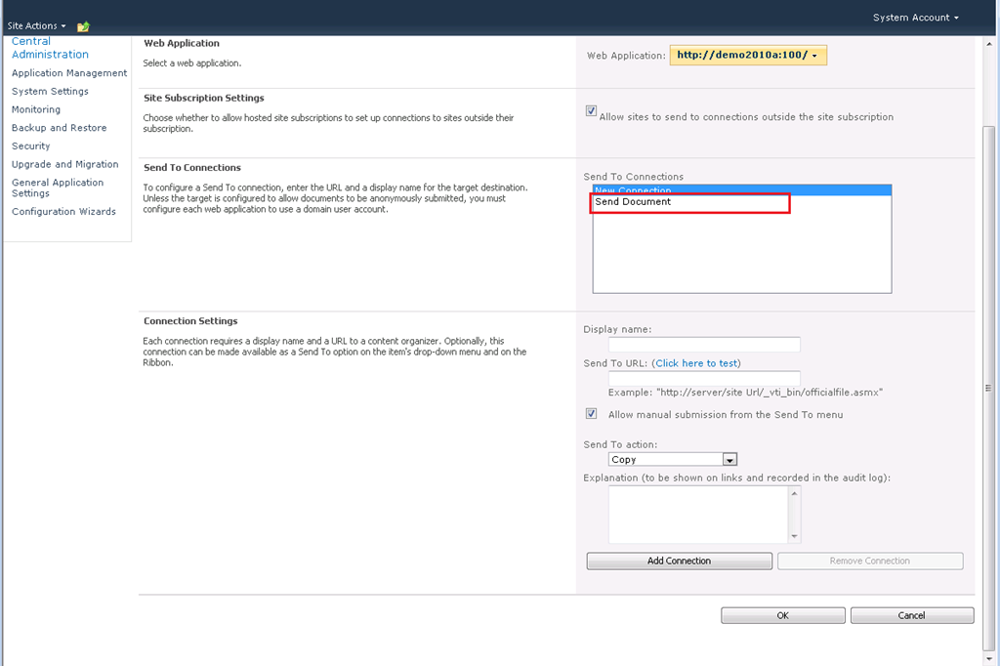 Site Actions
System Account
Central
Administration
Application Management
System Settings
Monitoring
Backup and Restore
Security
Upgrade and Migration
General Application
Settings
Configuration Wizards
Web Application
Select a web application.
Web Application: http://demo2010a:100/
Site Subscription Settings
Choose whether to allow hosted site subscriptions to set up connections to sites outside their
subscription.
Allow sites to send to connections outside the site subscription
Send To Connections
To configure a Send To connection, enter the URL and a display name for the target destination.
Unless the target is configured to allow documents to be anonymously submitted, you must
configure each web application to use a domain user account.
Send To Connections
New Connection
Send Document
Connection Settings
Each connection requires a display name and a URL to a content organizer. Optionally, this
connection can be made available as a Send To option on the item's drop-down menu and on the
Ribbon.
Display name:
Send To URL: (Click here to test)
Example: "http://server/site Url/_vti_bin/officialfile.asmx"
Allow manual submission from the Send To menu
Send To action:
Copy
Explanation (to be shown on links and recorded in the audit log):
Add Connection
Remove Connection
OK
Cancel